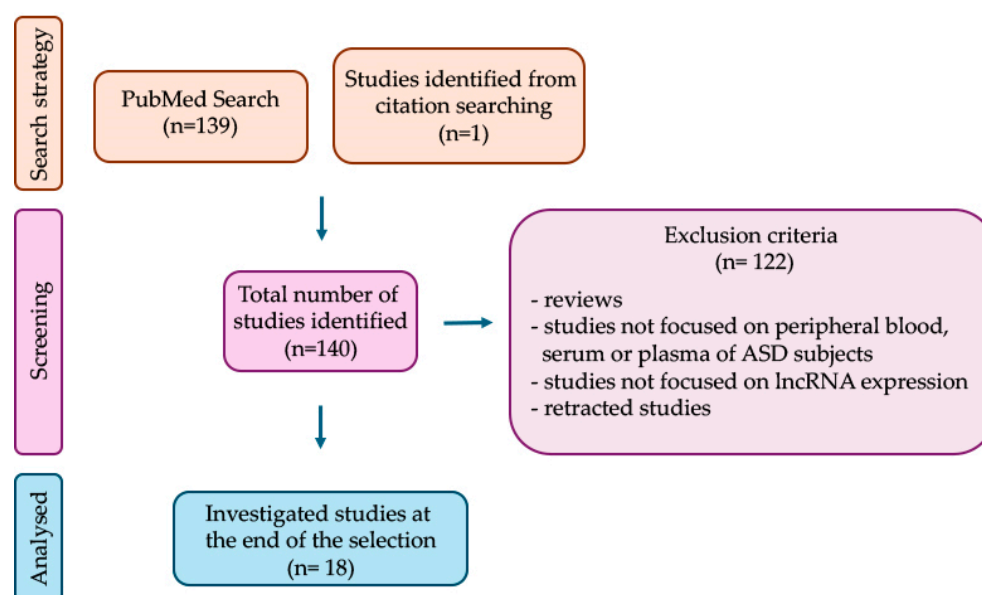 Search strategy
PubMed Search
(n=139)
Studies identified from
citation searching
(n=1)
Screening
Total number of
studies identified
(n=140)
Exclusion criteria
(n= 122)
- reviews
- studies not focused on peripheral blood,
serum or plasma of ASD subjects
- studies not focused on lncRNA expression
- retracted studies
Analysed
Investigated studies at
the end of the selection
(n= 18)